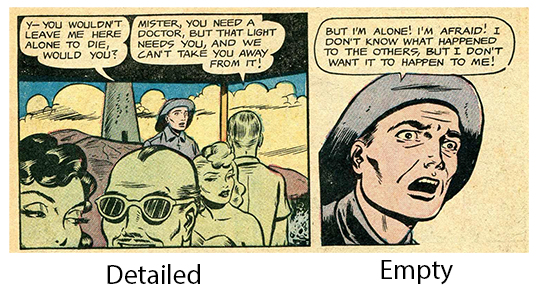 Y—YOU WOULDN'T
LEAVE ME HERE
ALONE TO DIE,
WOULD YOU?
MISTER, YOU NEED A
DOCTOR, BUT THAT LIGHT
NEEDS YOU, AND WE
CAN'T TAKE YOU AWAY
FROM IT!
BUT I'M ALONE! I'M AFRAID! I
DON'T KNOW WHAT HAPPENED
TO THE OTHERS, BUT I DON'T
WANT IT TO HAPPEN TO ME!
Detailed
Empty